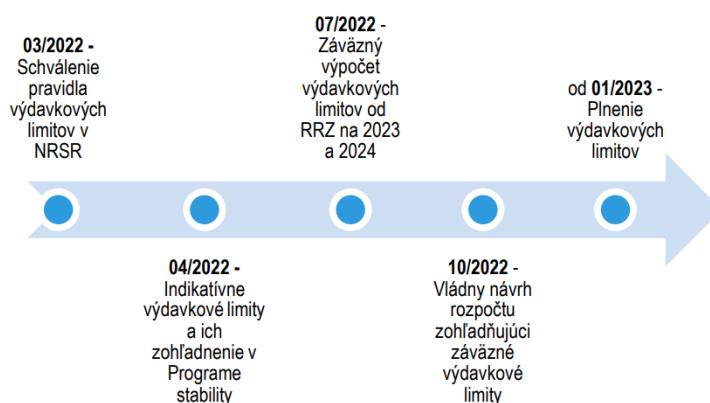 03/2022 -
Schválenie
pravidla
výdavkových
limitov v
NRSR
04/2022 -
Indikatívne
výdavkové limity
a ich
zohľadnenie v
Programe
stability
07/2022 -
Záväzný
výpočet
výdavkových
limitov od
RRZ na 2023
a 2024
10/2022 -
Vládny návrh
rozpočtu
zohľadňujúci
záväzné
výdavkové
limity
od 01/2023 -
Plnenie
výdavkových
limitov